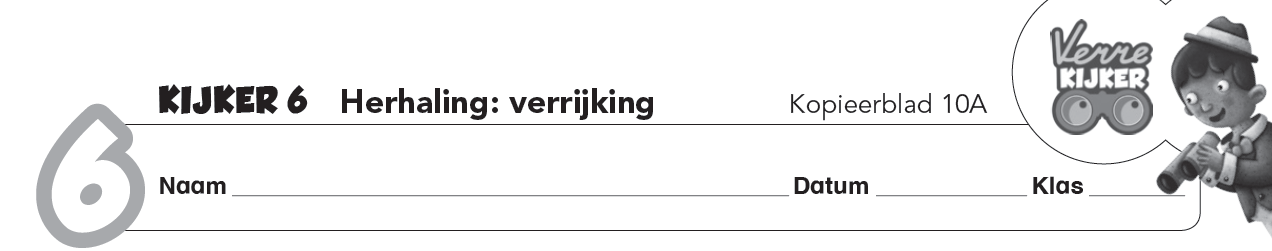 Verre
KIJKER
KIJKER 6 Herhaling: verrijking Kopieerblad 10A
6
Naam Datum Klas